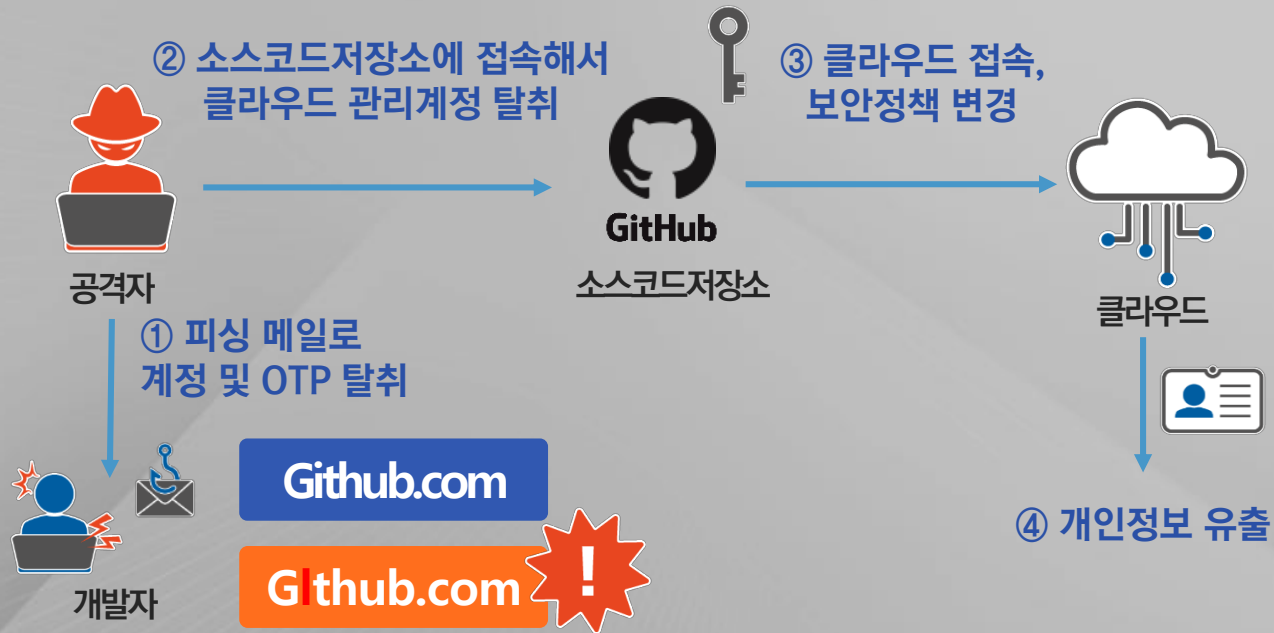 ② 소스코드저장소에 접속해서
클라우드 관리계정 탈취
③ 클라우드 접속,
보안정책 변경
GitHub
소스코드저장소
공격자
클라우드
① 피싱 메일로
계정 및 OTP 탈취
Github.com
④ 개인정보 유출
GIthub.com
!
개발자